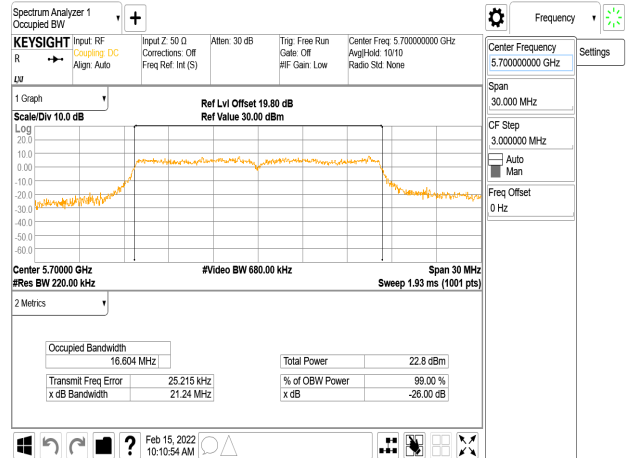 Spectrum Analyzer 1
Occupied BW
Frequency
KEYSIGHT
R
Input: RF
Coupling: DC
Align: Auto
Input Z: 50 Ω
Corrections: Off
Freq Ref: Int (S)
Atten: 30 dB
Trig: Free Run
Gate: Off
#IF Gain: Low
Center Freq: 5.700000000 GHz
Avg|Hold: 10/10
Radio Std: None
Center Frequency
5.700000000 GHz
Settings
Span
30.000 MHz
CF Step
3.000000 MHz
Auto
Man
Freq Offset
0 Hz
1 Graph
Ref Lvl Offset 19.80 dB
Scale/Div 10.0 dB
Ref Value 30.00 dBm
Log
20.0
10.0
0.00
-10.0
-20.0
-30.0
-40.0
-50.0
-60.0
Center 5.70000 GHz
#Video BW 680.00 kHz
Span 30 MHz
#Res BW 220.00 kHz
Sweep 1.93 ms (1001 pts)
2 Metrics
Occupied Bandwidth
16.604 MHz
Total Power 22.8 dBm
Transmit Freq Error 25.215 kHz
% of OBW Power 99.00 %
x dB Bandwidth 21.24 MHz
x dB -26.00 dB
?
Feb 15, 2022
10:10:54 AM